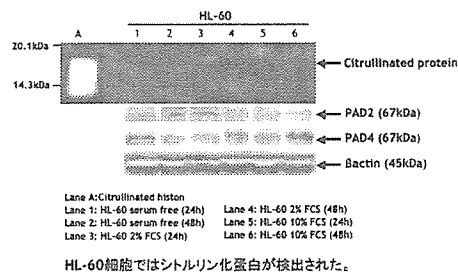 HL-60
A 1 2 3 4 5 6
20.1kDa
Citrullinated protein
14.3kDa
PAD2 (67kDa)
PAD4 (67kDa)
Bactin (45kDa)
Lane A:Citrullinated histon
Lane 1: HL-60 serum free (24h) Lane 4: HL-60 2% FCS (48h)
Lane 2: HL-60 serum free (48h) Lane 5: HL-60 10% FCS (24h)
Lane 3: HL-60 2% FCS (24h) Lane 6: HL-60 10% FCS (48h)
HL-60細胞ではシトルリン化蛋白が検出された。